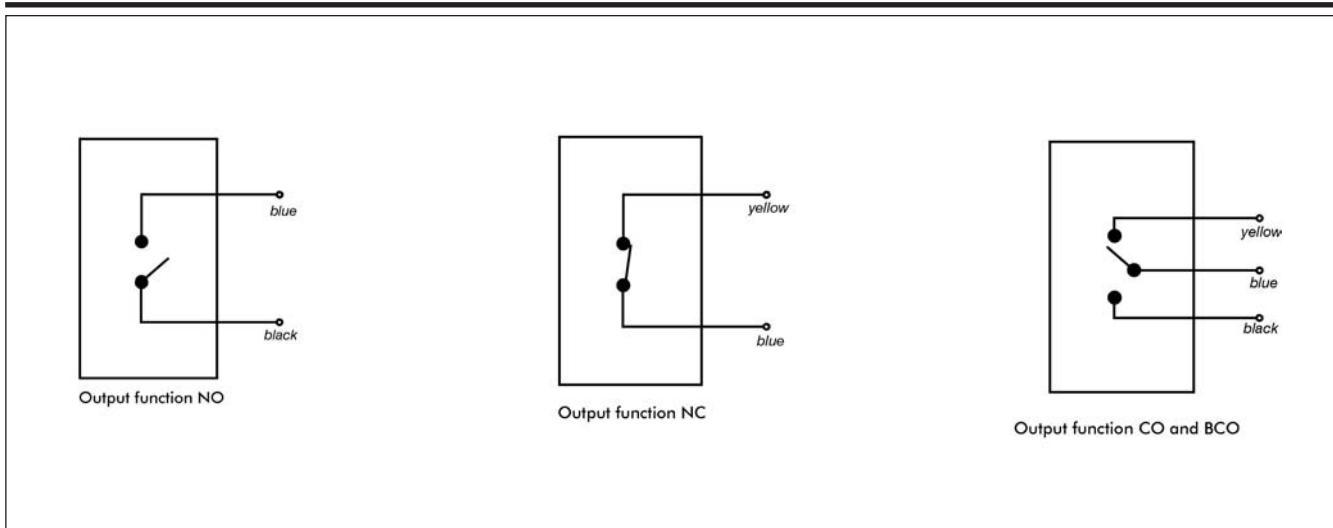 blue
black
Output function NO
yellow
blue
Output function NC
yellow
blue
black
Output function CO and BCO